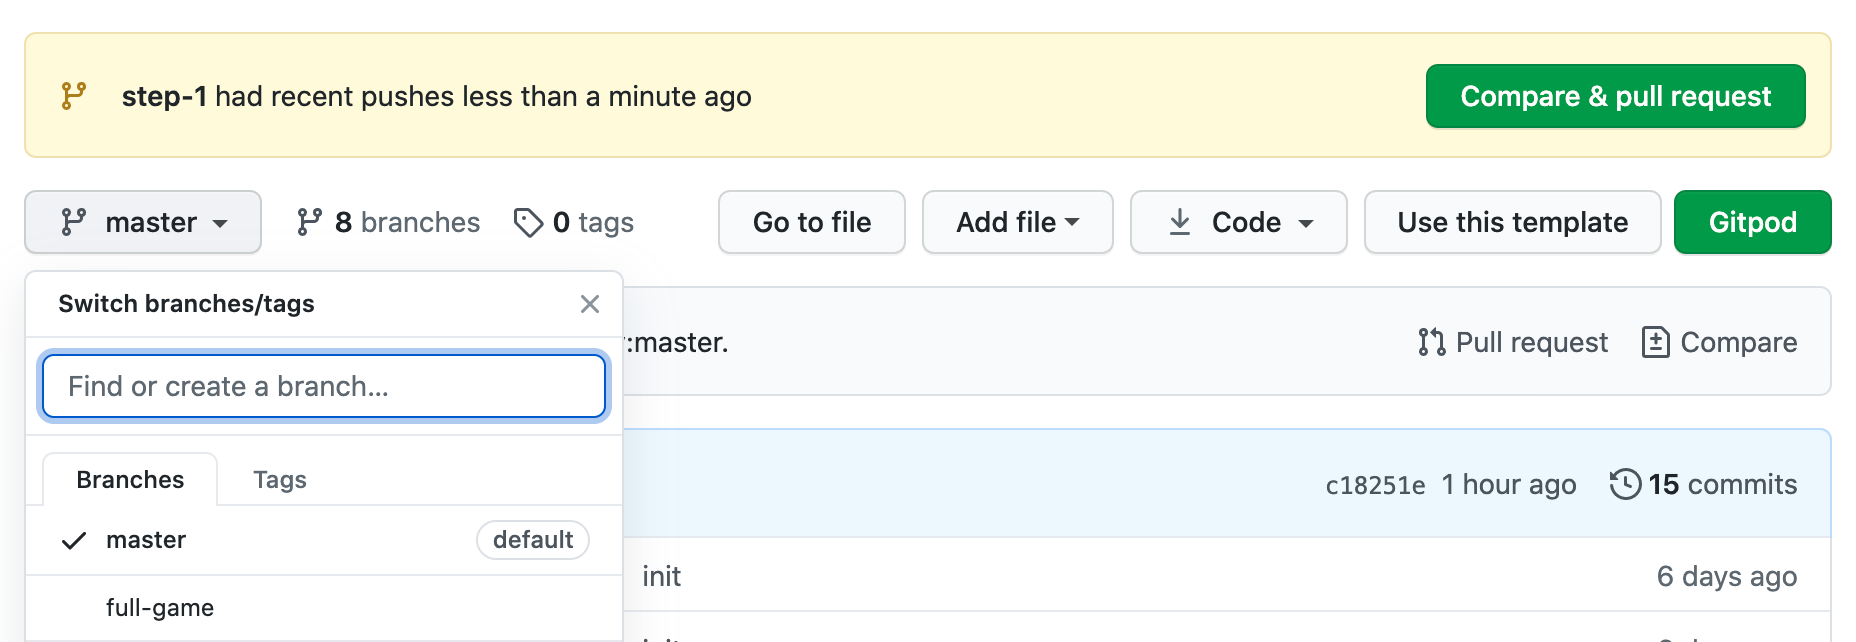 step-1 had recent pushes less than a minute ago
Compare & pull request
master
8 branches
0 tags
Go to file
Add file
Code
Use this template
Gitpod
Switch branches/tags
:master.
Pull request
Compare
Find or create a branch...
Branches
Tags
c18251e 1 hour ago
15 commits
master
default
init
6 days ago
full-game